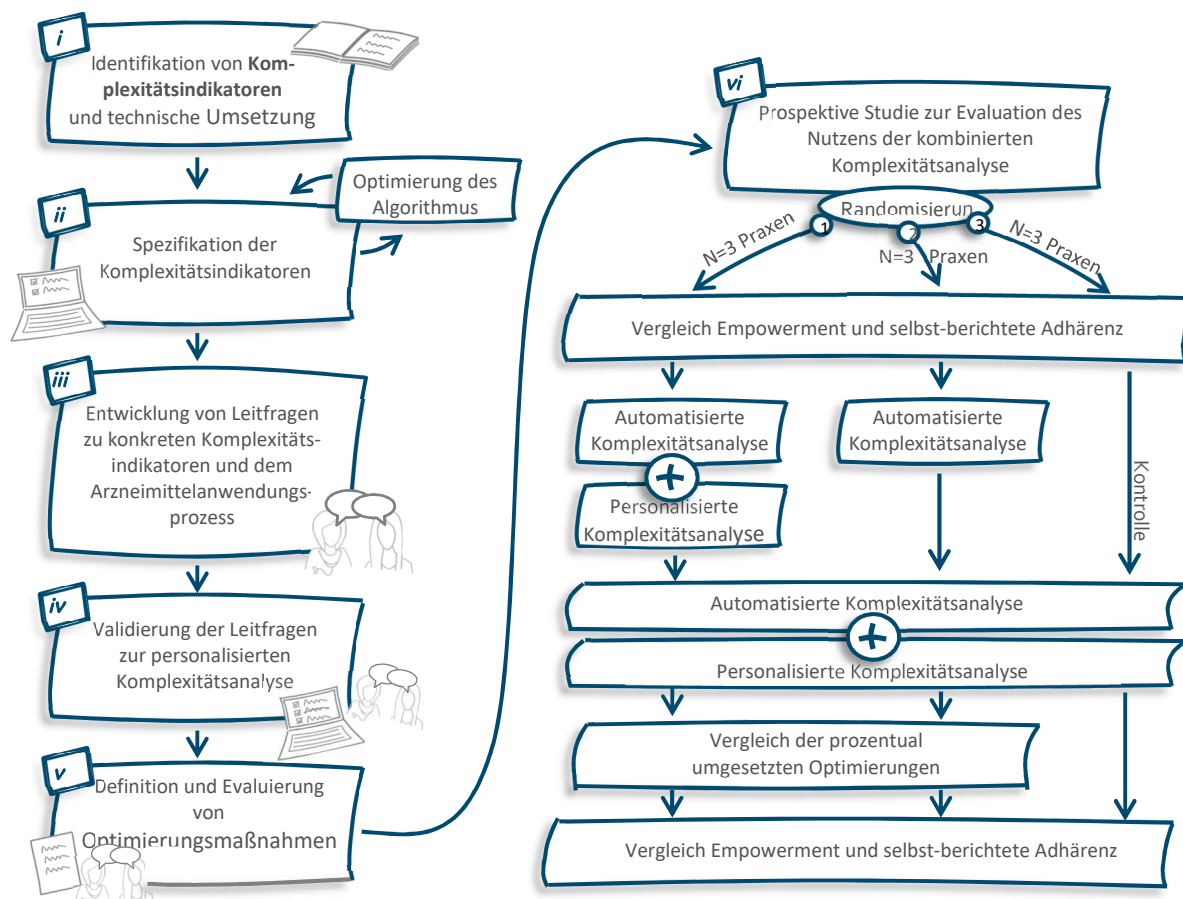 i
Identifikation von Kom-
plexitätsindikatoren
und technische Umsetzung
Optimierung des
Algorithmus
ii
Spezifikation der
Komplexitätsindikatoren
iii
Entwicklung von Leitfragen
zu konkreten Komplexitäts-
indikatoren und dem
Arzneimittelanwendungs-
prozess
iv
Validierung der Leitfragen
zur personalisierten
Komplexitätsanalyse
v
Definition und Evaluierung
von
Optimierungsmaßnahmen
vi
Prospektive Studie zur Evaluation des
Nutzens der kombinierten
Komplexitätsanalyse
Randomisierun
1
2
3
N=3 Praxen
N=3 Praxen
N=3 Praxen
Vergleich Empowerment und selbst-berichtete Adhärenz
Automatisierte
Komplexitätsanalyse
+
Personalisierte
Komplexitätsanalyse
Automatisierte
Komplexitätsanalyse
Kontrolle
Automatisierte Komplexitätsanalyse
+
Personalisierte Komplexitätsanalyse
Vergleich der prozentual
umgesetzten Optimierungen
Vergleich Empowerment und selbst-berichtete Adhärenz